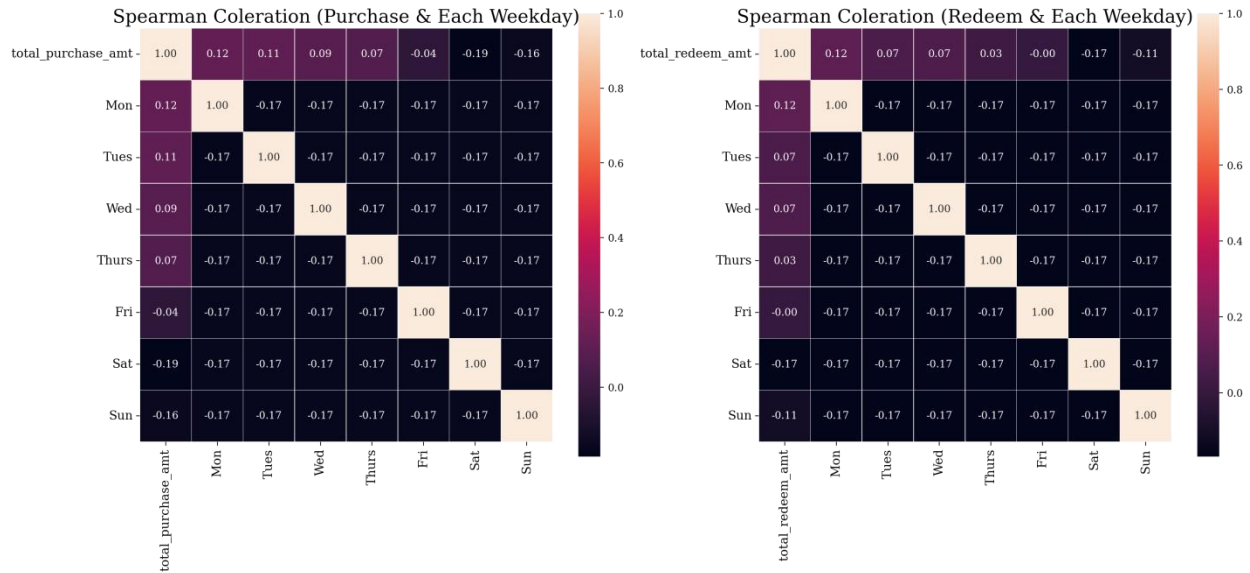 Spearman Coleration (Purchase & Each Weekday)
total_purchase_amt 1.00 0.12 0.11 0.09 0.07 -0.04 -0.19 -0.16
Mon 0.12 1.00 -0.17 -0.17 -0.17 -0.17 -0.17 -0.17
Tues 0.11 -0.17 1.00 -0.17 -0.17 -0.17 -0.17 -0.17
Wed 0.09 -0.17 -0.17 1.00 -0.17 -0.17 -0.17 -0.17
Thurs 0.07 -0.17 -0.17 -0.17 1.00 -0.17 -0.17 -0.17
Fri -0.04 -0.17 -0.17 -0.17 -0.17 1.00 -0.17 -0.17
Sat -0.19 -0.17 -0.17 -0.17 -0.17 -0.17 1.00 -0.17
Sun -0.16 -0.17 -0.17 -0.17 -0.17 -0.17 -0.17 1.00
total_purchase_amt Mon Tues Wed Thurs Fri Sat Sun
1.0
0.8
0.6
0.4
0.2
0.0
Spearman Coleration (Redeem & Each Weekday)
total_redeem_amt 1.00 0.12 0.07 0.07 0.03 -0.00 -0.17 -0.11
Mon 0.12 1.00 -0.17 -0.17 -0.17 -0.17 -0.17 -0.17
Tues 0.07 -0.17 1.00 -0.17 -0.17 -0.17 -0.17 -0.17
Wed 0.07 -0.17 -0.17 1.00 -0.17 -0.17 -0.17 -0.17
Thurs 0.03 -0.17 -0.17 -0.17 1.00 -0.17 -0.17 -0.17
Fri -0.00 -0.17 -0.17 -0.17 -0.17 1.00 -0.17 -0.17
Sat -0.17 -0.17 -0.17 -0.17 -0.17 -0.17 1.00 -0.17
Sun -0.11 -0.17 -0.17 -0.17 -0.17 -0.17 -0.17 1.00
total_redeem_amt Mon Tues Wed Thurs Fri Sat Sun
1.0
0.8
0.6
0.4
0.2
0.0